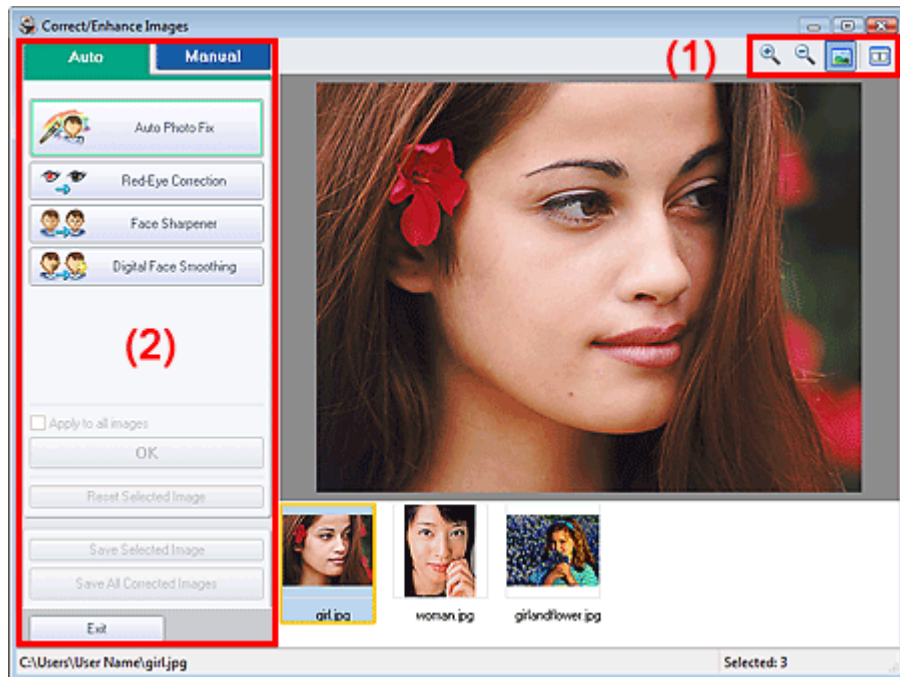 Correct/Enhance Images
Auto
Manual
(1)
Auto Photo Fix
Red-Eye Correction
Face Sharpener
Digital Face Smoothing
(2)
Apply to all images
OK
Reset Selected Image
Save Selected Image
Save All Corrected Images
Exit
girl.jpg
woman.jpg
girlandflower.jpg
C:\Users\User Name\girl.jpg
Selected: 3